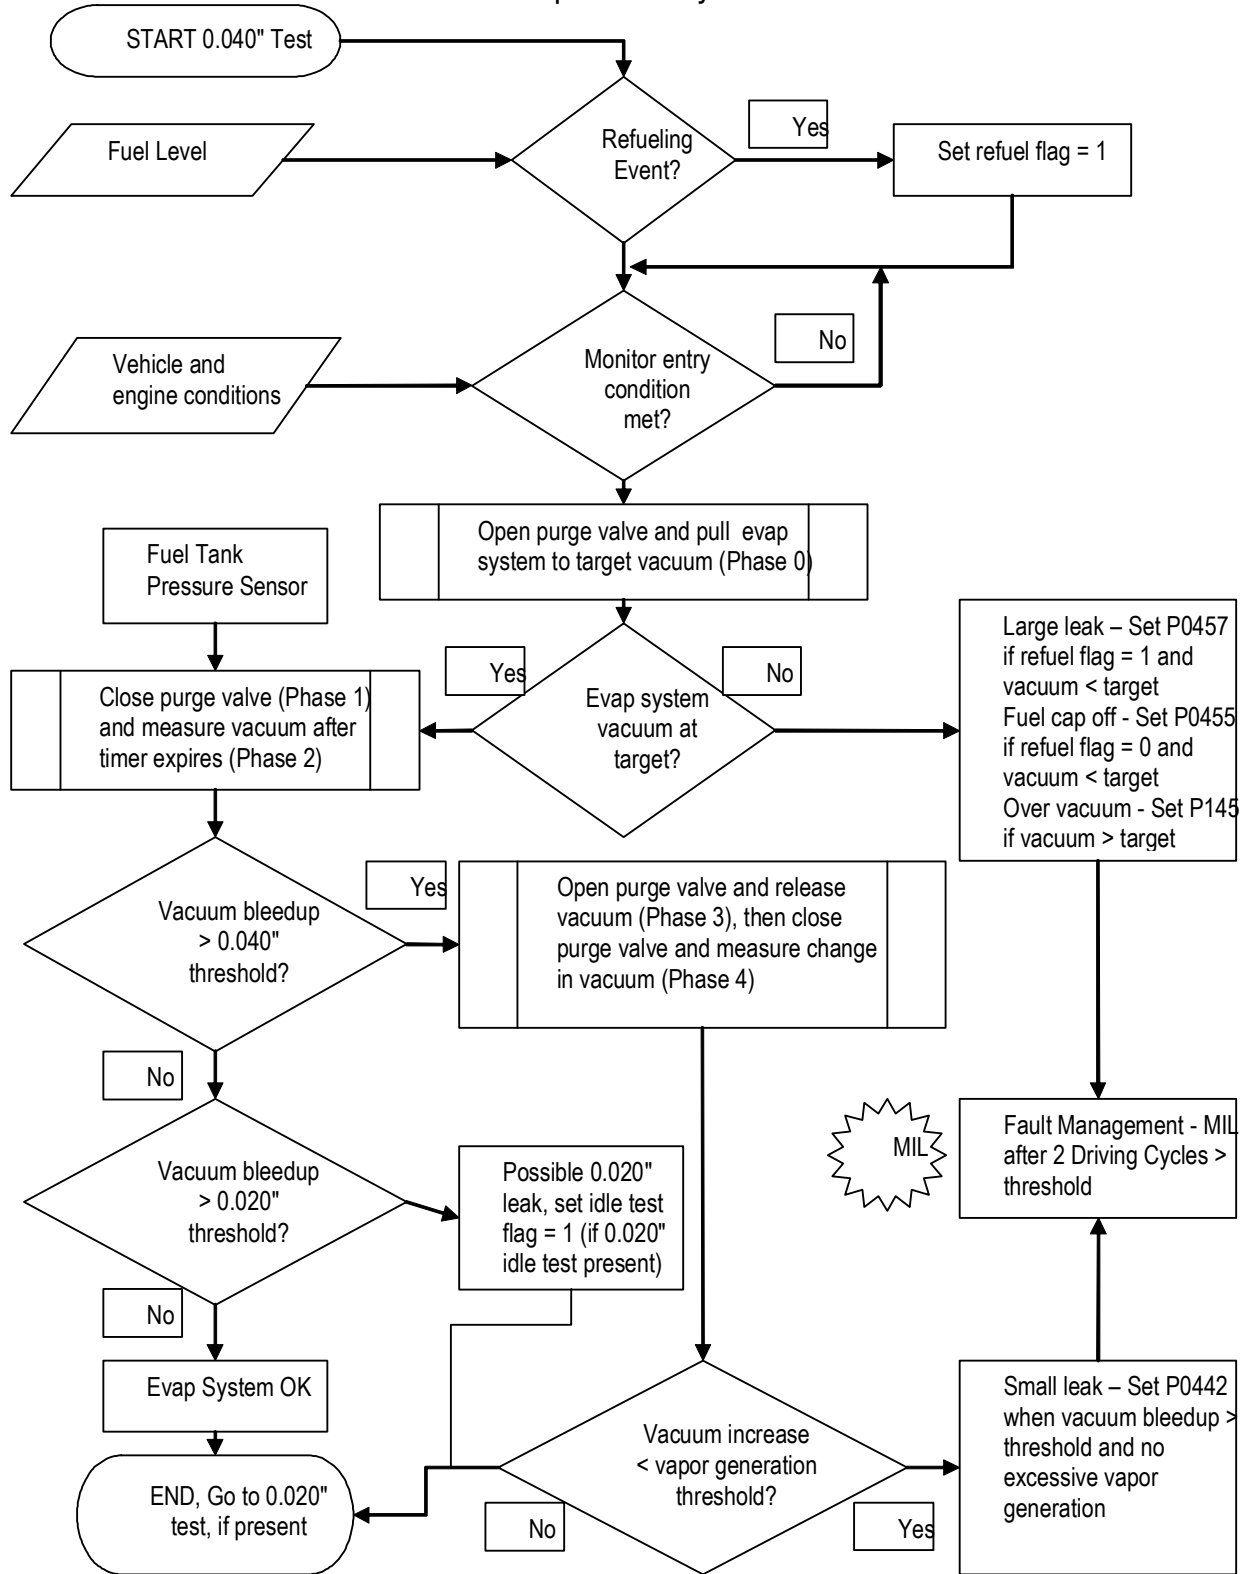 START 0.040" Test
Refueling
Event?
Yes
Fuel Level
Set refuel flag = 1
No
Vehicle and
engine conditions
Monitor entry
condition
met?
Open purge valve and pull evap
system to target vacuum (Phase 0)
Fuel Tank
Pressure Sensor
Yes
No
Evap system
vacuum at
target?
Close purge valve (Phase 1)
and measure vacuum after
timer expires (Phase 2)
Large leak – Set P0457
if refuel flag = 1 and
vacuum < target
Fuel cap off - Set P0455
if refuel flag = 0 and
vacuum < target
Over vacuum - Set P145
if vacuum > target
Vacuum bleedup
> 0.040"
threshold?
Yes
Open purge valve and release
vacuum (Phase 3), then close
purge valve and measure change
in vacuum (Phase 4)
No
Vacuum bleedup
> 0.020"
threshold?
Possible 0.020"
leak, set idle test
flag = 1 (if 0.020"
idle test present)
MIL
Fault Management - MIL
after 2 Driving Cycles >
threshold
No
Evap System OK
Vacuum increase
< vapor generation
threshold?
Small leak – Set P0442
when vacuum bleedup >
threshold and no
excessive vapor
generation
END, Go to 0.020"
test, if present
No
Yes